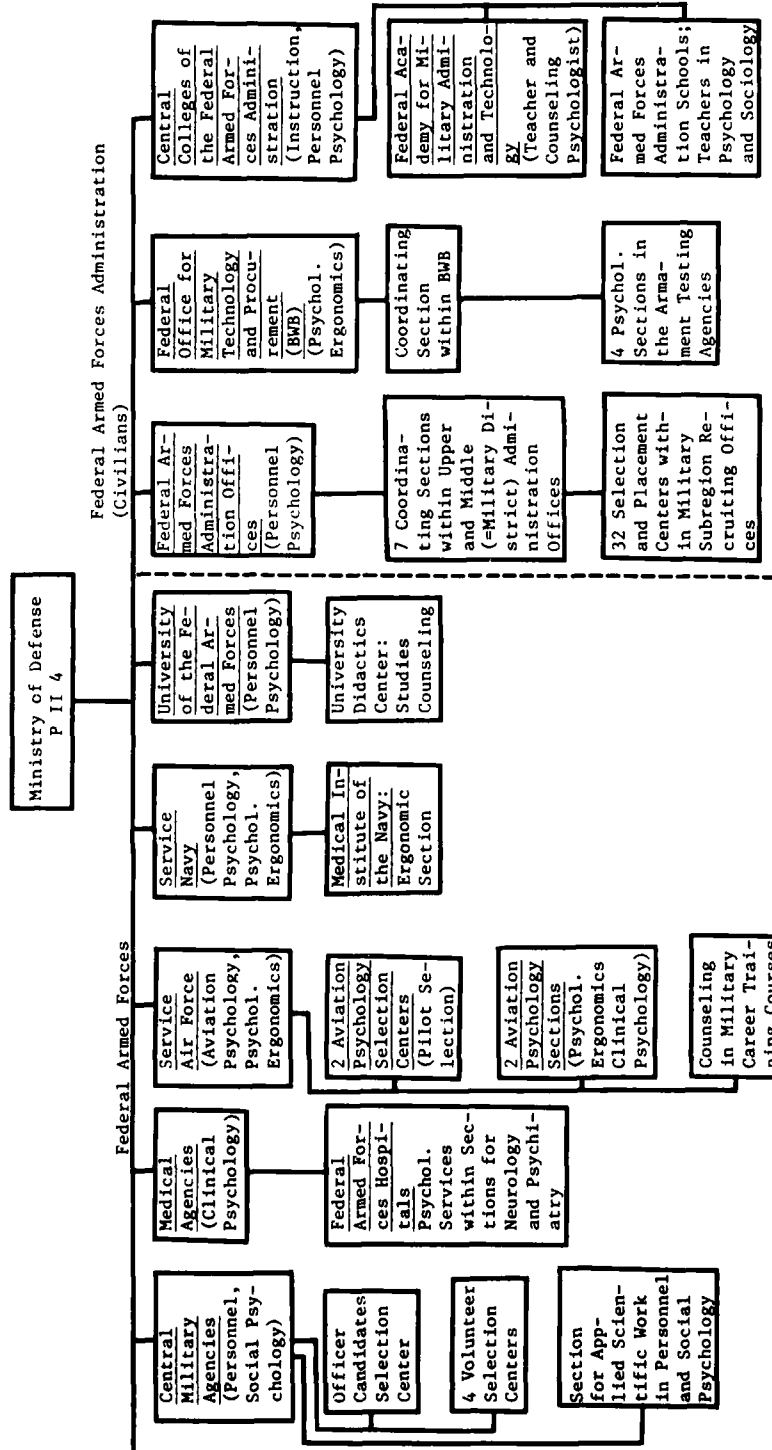 Ministry of Defense
P II 4
Federal Armed Forces
Federal Armed Forces Administration
(Civilians)
Central
Military
Agencies
(Personnel,
Social Psy-
chology)
Officer
Candidates
Selection
Center
4 Volunteer
Selection
Centers
Section
for App-
lied Scien-
tific Work
in Personnel
and Social
Psychology
Medical
Agencies
(Clinical
Psychology)
Federal
Armed For-
ces Hospi-
tals
Psychol.
Services
within Sec-
tions for
Neurology
and Psychi-
atry
Service
Air Force
(Aviation
Psychology,
Psychol.
Ergonomics)
2 Aviation
Psychology
Selection
Centers
(Pilot Se-
lection)
2 Aviation
Psychology
Sections
(Psychol.
Ergonomics
Clinical
Psychology)
Counseling
in Military
Career Trai-
ning Courses
Service
Navy
(Personnel
Psychology,
Psychol.
Ergonomics)
Medical In-
stitute of
the Navy:
Ergonomic
Section
University
of the Fe-
deral Ar-
med Forces
(Personnel
Psychology)
University
Didactics
Center:
Studies
Counseling
Federal Ar-
med Forces
Administra-
tion Offi-
ces
(Personnel
Psychology)
7 Coordina-
ting Sections
within Upper
and Middle
(=Military Di-
strict) Admi-
nistration
Offices
32 Selection
and Placement
Centers with-
in Military
Subregion Re-
cruiting Offi-
ces
Federal
Office for
Military
Technology
and Procu-
rement
(BWB)
(Psychol.
Ergonomics)
Coordinating
Section
within BWB
4 Psychol.
Sections in
the Arma-
ment Testing
Agencies
Central
Colleges of
the Federal
Armed For-
ces Admini-
stration
(Instruction,
Personnel
Psychology)
Federal Aca-
demy for Mi-
litary Admi-
nistration
and Technolo-
gy
(Teacher and
Counseling
Psychologist)
Federal Ar-
med Forces
Administra-
tion Schools;
Teachers in
Psychology
and Sociology